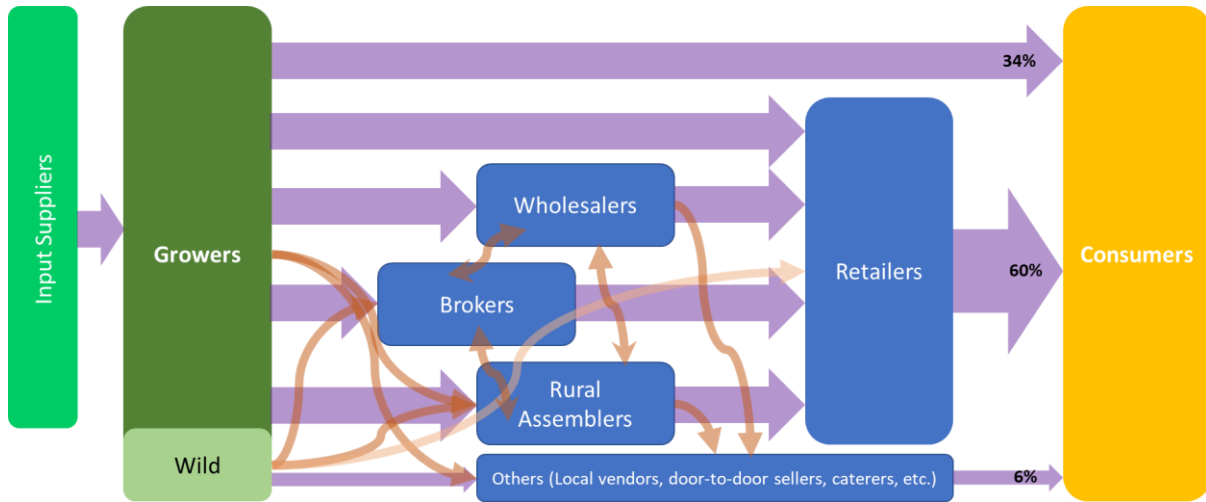 Input Suppliers
Growers
Wild
Wholesalers
Brokers
Rural
Assemblers
Others (Local vendors, door-to-door sellers, caterers, etc.)
Retailers
34%
60%
6%
Consumers